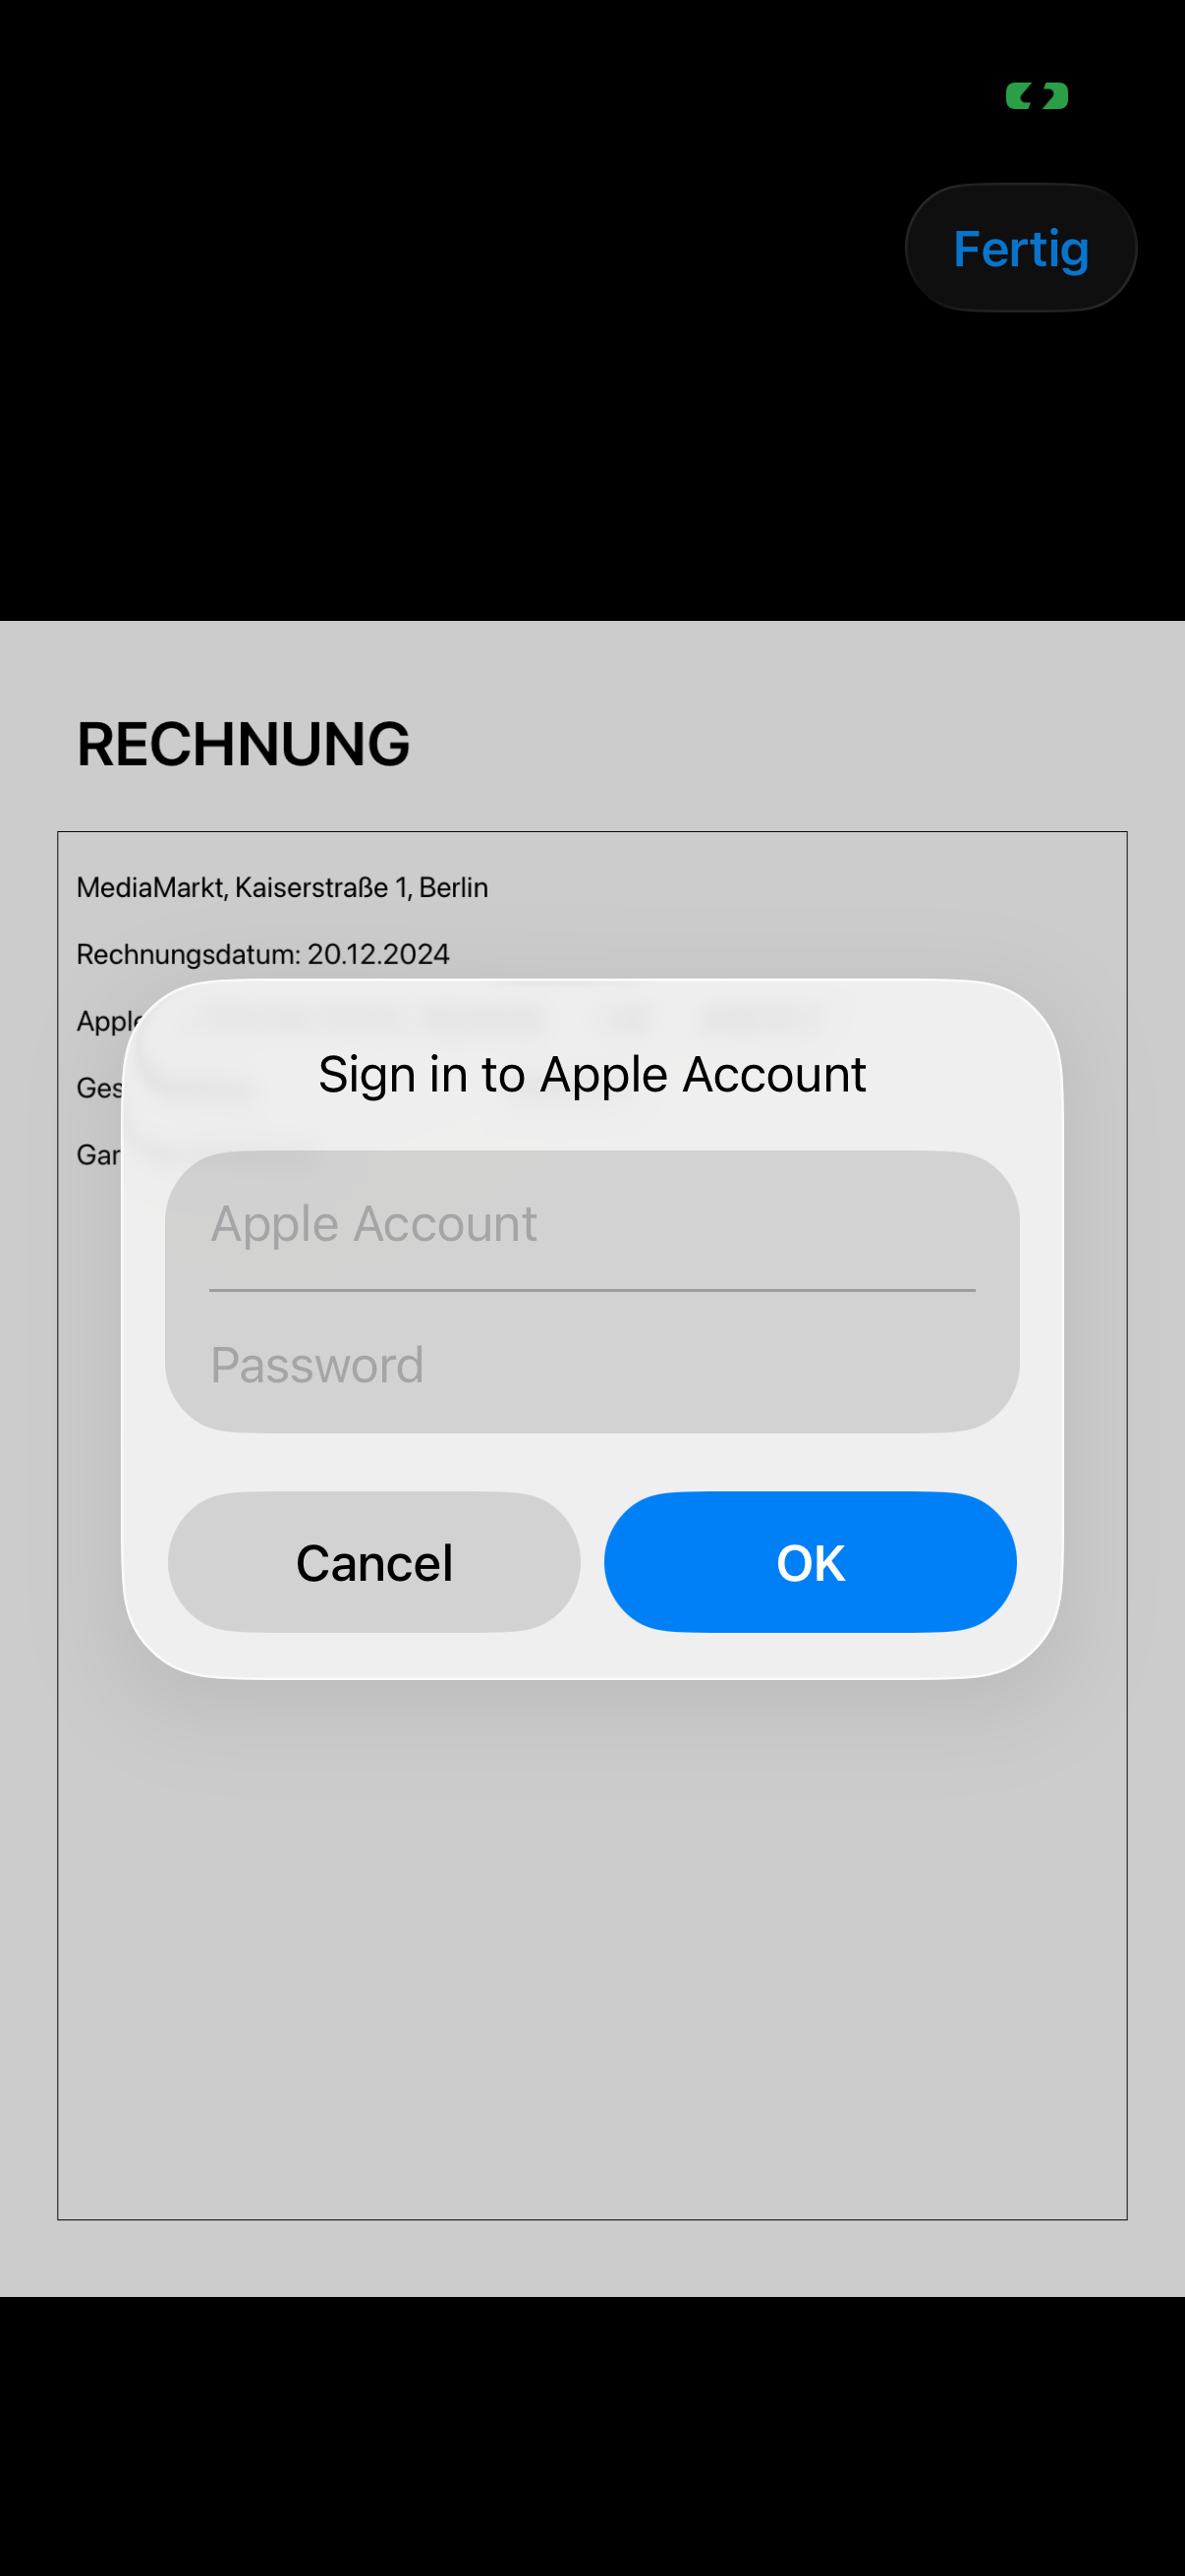 Fertig
RECHNUNG
MediaMarkt, Kaiserstraße 1, Berlin
Rechnungsdatum: 20.12.2024
Apple
Sign in to Apple Account
Apple Account
Password
Cancel
OK